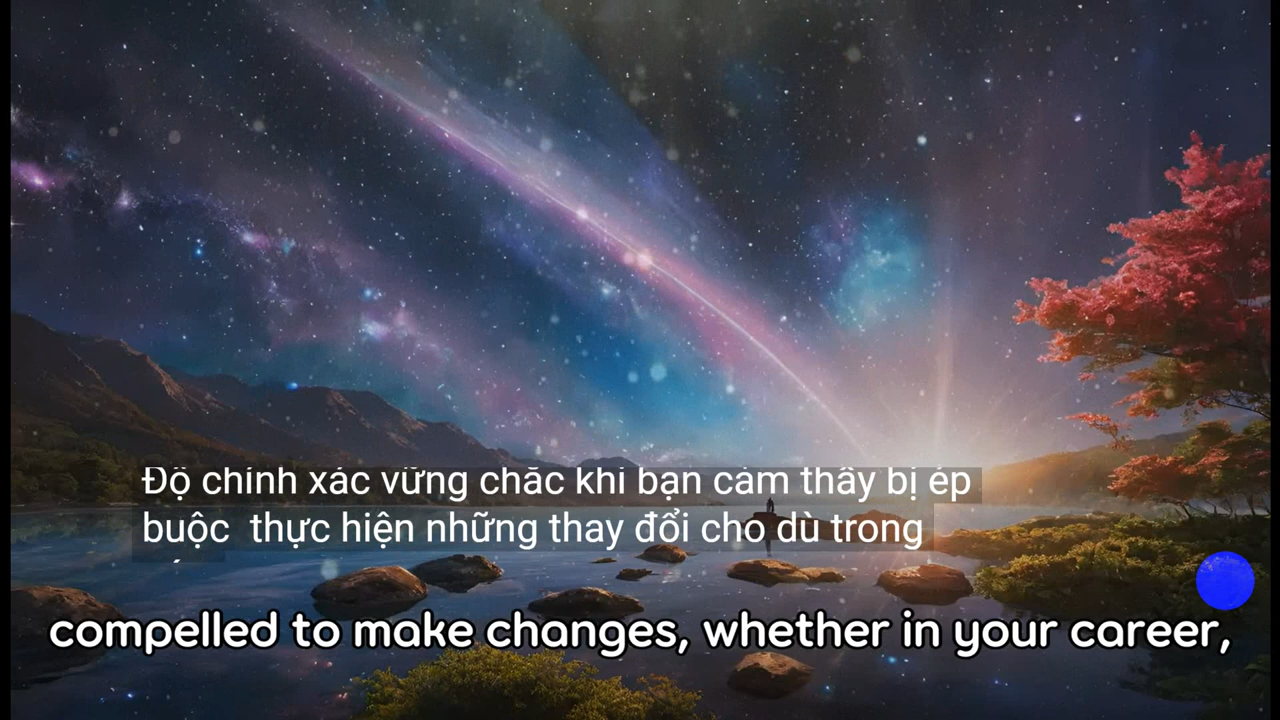 Độ chính xác vững chắc khi bạn cảm thấy bị ép
buộc thực hiện những thay đổi cho dù trong
compelled to make changes, whether in your career,